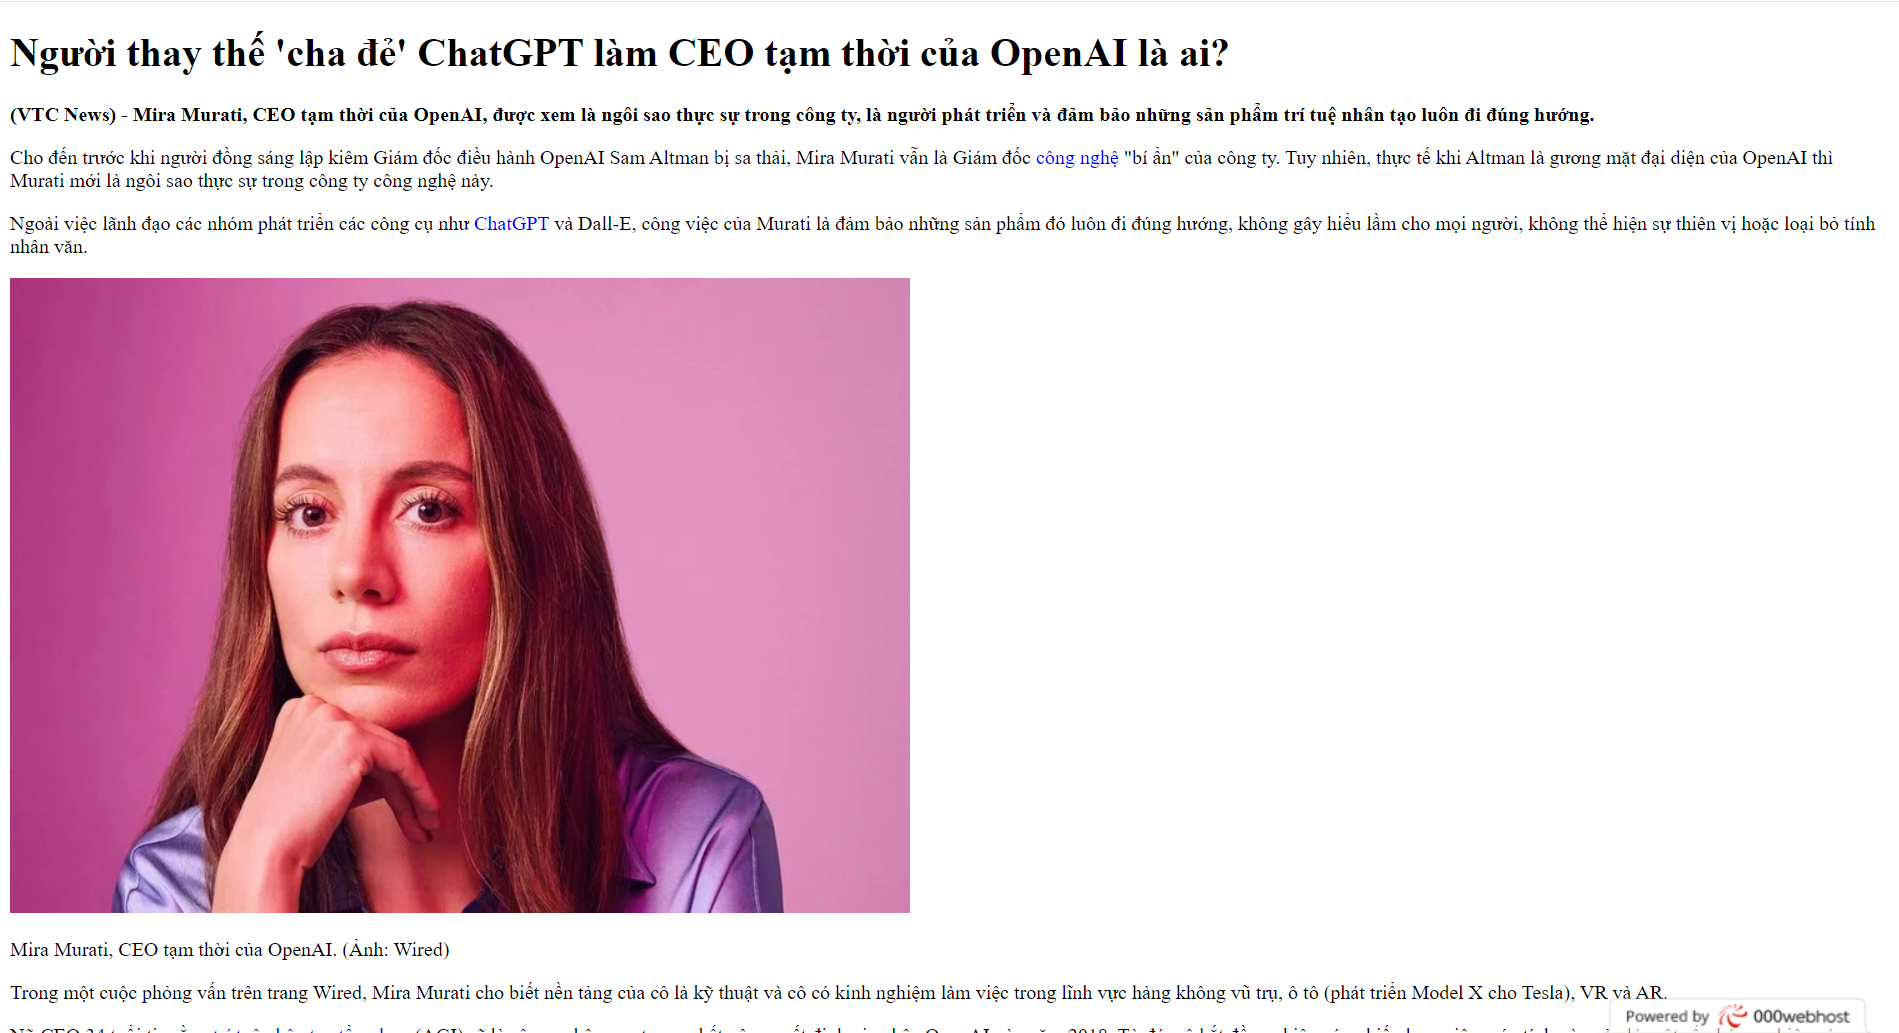 Người thay thế 'cha đẻ' ChatGPT làm CEO tạm thời của OpenAI là ai?
(VTC News) - Mira Murati, CEO tạm thời của OpenAI, được xem là ngôi sao thực sự trong công ty, là người phát triển và đảm bảo những sản phẩm trí tuệ nhân tạo luôn đi đúng hướng.
Cho đến trước khi người đồng sáng lập kiêm Giám đốc điều hành OpenAI Sam Altman bị sa thải, Mira Murati vẫn là Giám đốc công nghệ "bí ẩn" của công ty. Tuy nhiên, thực tế khi Altman là gương mặt đại diện của OpenAI thì
Murati mới là ngôi sao thực sự trong công ty công nghệ này.
Ngoài việc lãnh đạo các nhóm phát triển các công cụ như ChatGPT và Dall-E, công việc của Murati là đảm bảo những sản phẩm đó luôn đi đúng hướng, không gây hiểu lầm cho mọi người, không thể hiện sự thiên vị hoặc loại bỏ tính
nhân văn.
Mira Murati, CEO tạm thời của OpenAI. (Ảnh: Wired)
Trong một cuộc phỏng vấn trên trang Wired, Mira Murati cho biết nền tảng của cô là kỹ thuật và cô có kinh nghiệm làm việc trong lĩnh vực hàng không vũ trụ, ô tô (phát triển Model X cho Tesla), VR và AR.
Powered by 000webhost